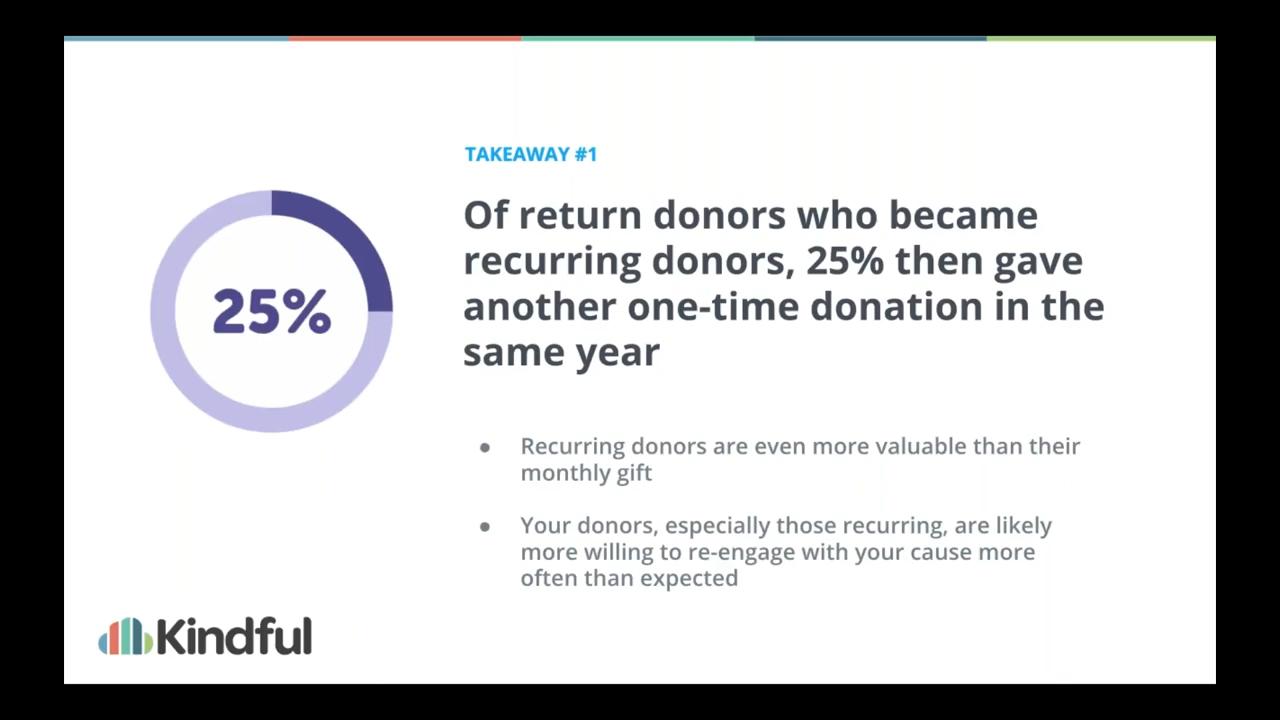 TAKEAWAY #1
Of return donors who became
recurring donors, 25% then gave
another one-time donation in the
same year
25%
● Recurring donors are even more valuable than their
monthly gift
● Your donors, especially those recurring, are likely
more willing to re-engage with your cause more
often than expected
Kindful